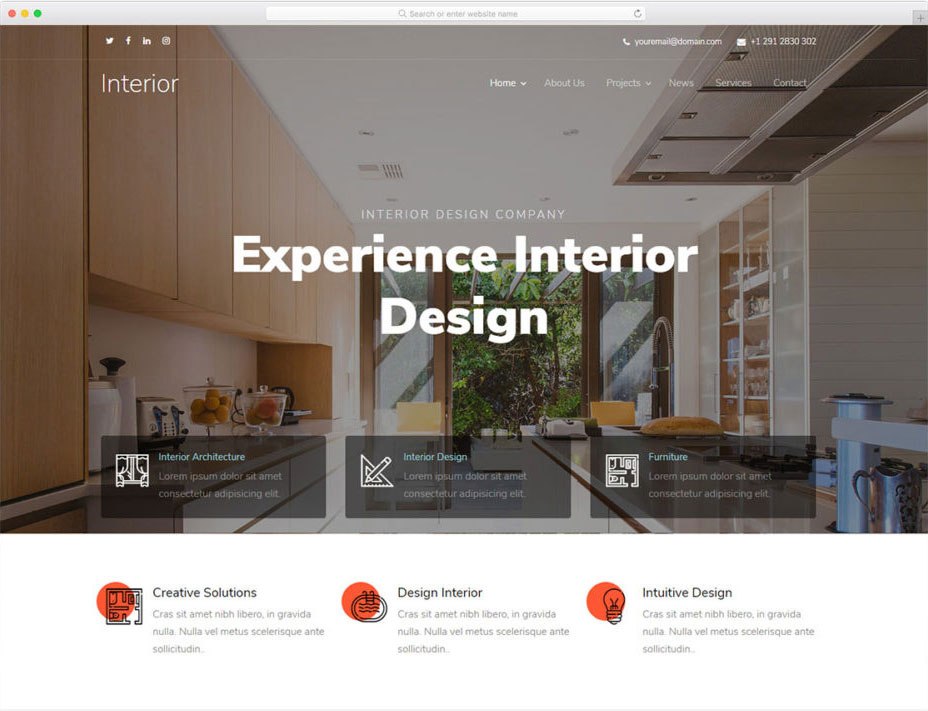 Search or enter website name
youremail@domain.com +1 291 2830 302
Interior
Home About Us Projects News Services Contact
INTERIOR DESIGN COMPANY
Experience Interior
Design
Interior Architecture
Lorem ipsum dolor sit amet
consectetur adipisicing elit.
Interior Design
Lorem ipsum dolor sit amet
consectetur adipisicing elit.
Furniture
Lorem ipsum dolor sit amet
consectetur adipisicing elit.
Creative Solutions
Cras sit amet nibh libero, in gravida
nulla. Nulla vel metus scelerisque ante
sollicitudin..
Design Interior
Cras sit amet nibh libero, in gravida
nulla. Nulla vel metus scelerisque ante
sollicitudin..
Intuitive Design
Cras sit amet nibh libero, in gravida
nulla. Nulla vel metus scelerisque ante
sollicitudin..